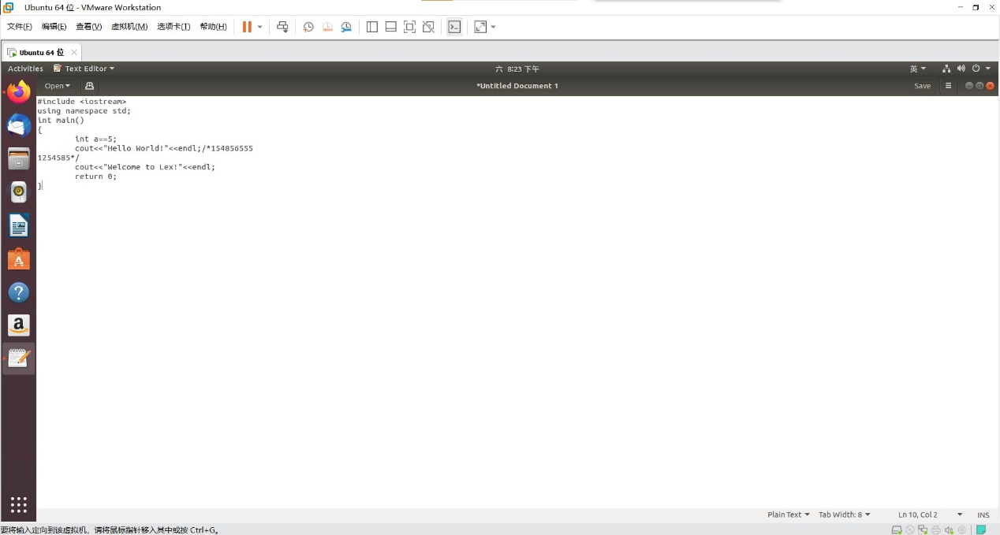 Ubuntu 64 位 - VMware Workstation
文件(F) 编辑(E) 查看(V) 虚拟机(M) 选项卡(T) 帮助(H)
Ubuntu 64 位
Activities Text Editor 六 8:23 下午 英
Open *Untitled Document 1 Save
#include <iostream>
using namespace std;
int main()
{
        int a==5;
        cout<<"Hello World!"<<endl;/*154856555
1254585*/
        cout<<"Welcome to Lex!"<<endl;
        return 0;
}
Plain Text Tab Width: 8 Ln 10, Col 2 INS
要将输入定向到该虚拟机，请将鼠标指针移入其中或按 Ctrl+G。